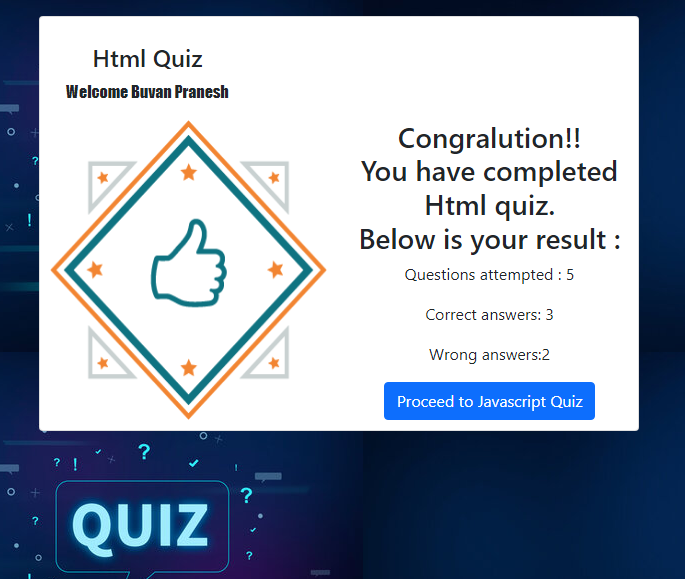 Html Quiz
Welcome Buvan Pranesh
Congralution!!
You have completed
Html quiz.
Below is your result :
Questions attempted : 5
Correct answers: 3
Wrong answers:2
Proceed to Javascript Quiz
QUIZ